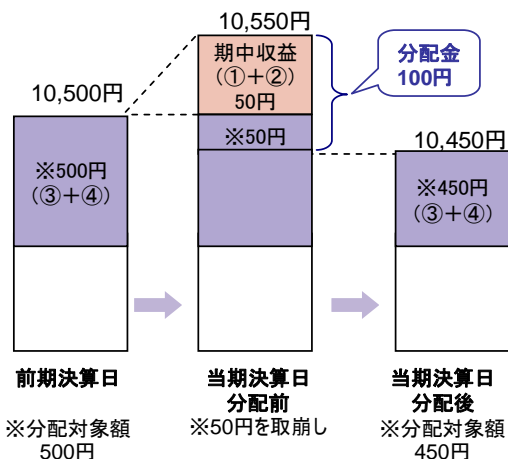 10,550円
期中収益
(①+②)
50円
分配金
100円
10,500円
※50円
10,450円
※500円
(③+④)
※450円
(③+④)
前期決算日
※分配対象額
500円
当期決算日
分配前
※50円を取崩し
当期決算日
分配後
※分配対象額
450円